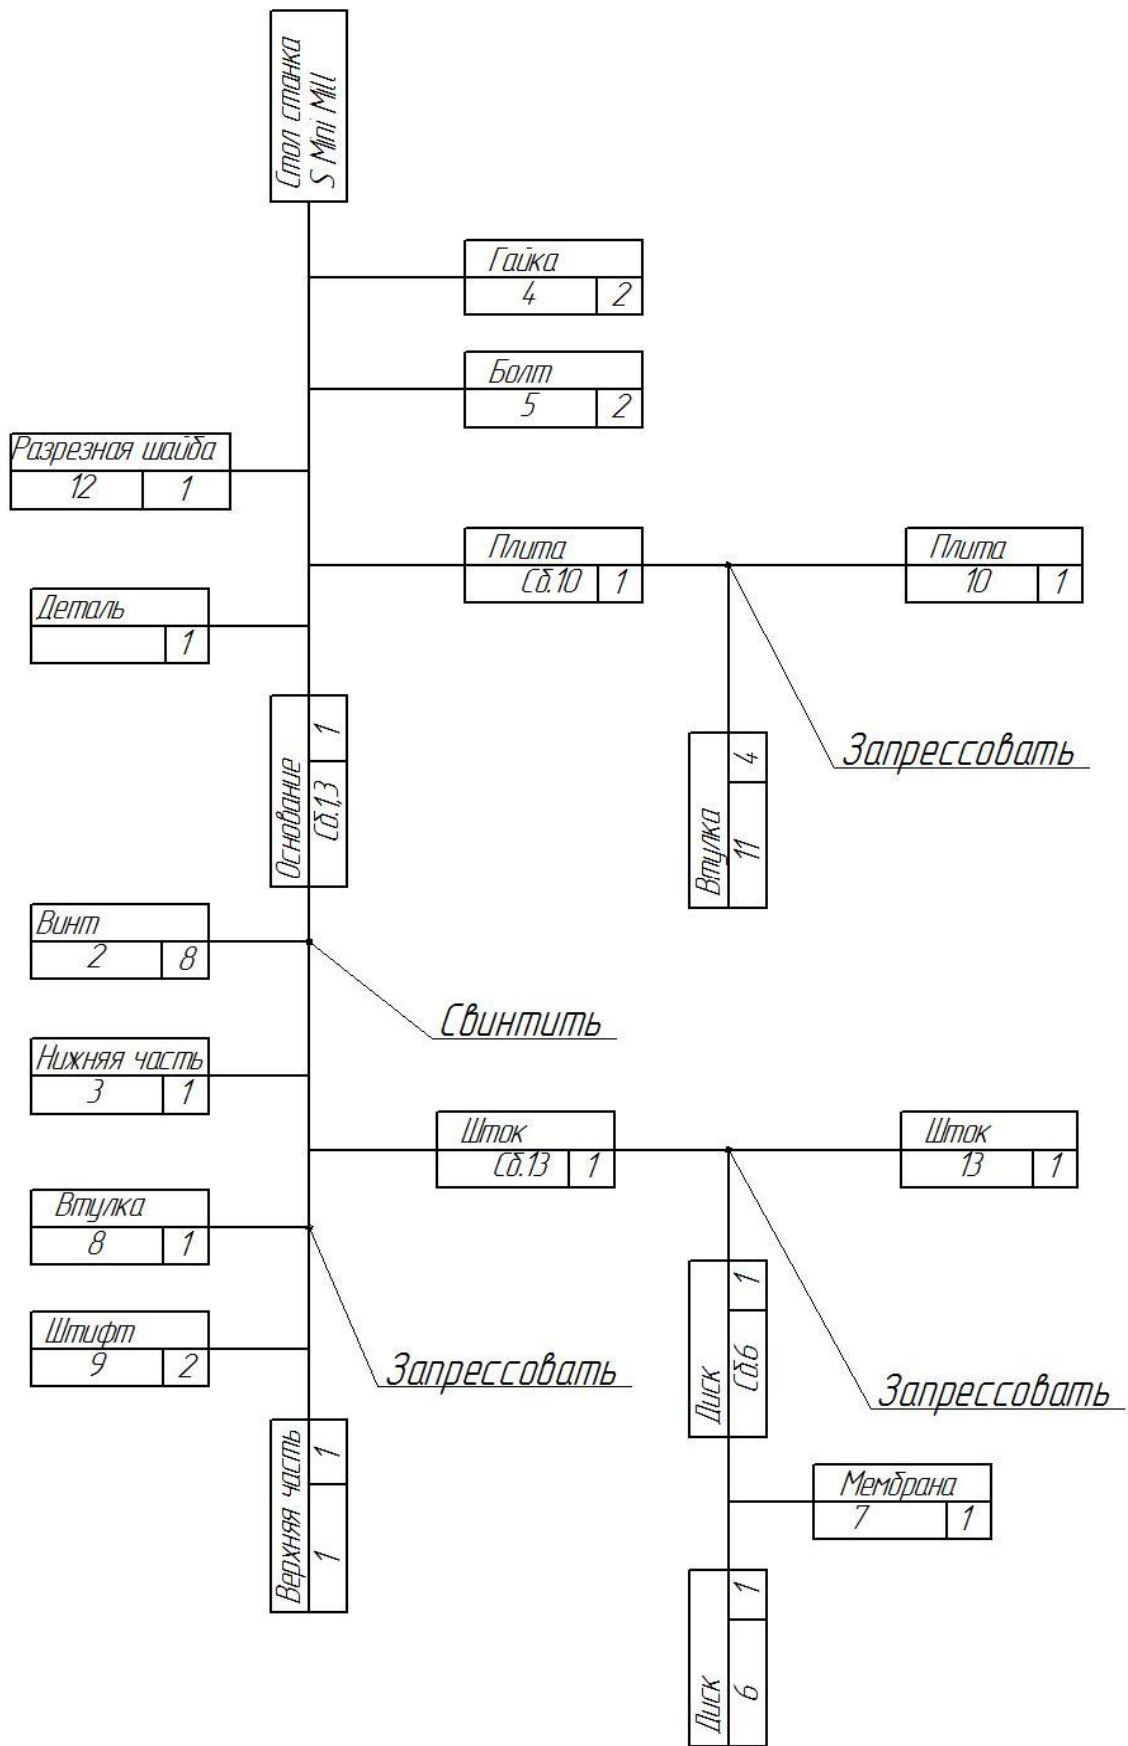 Стол станка
S Mini Mill
Гайка
4 2
Болт
5 2
Разрезная шайба
12 1
Плита
Сб.10 1
Плита
10 1
Деталь
1
Основание
Сб.1,3 1
Запрессовать
Втулка
11 4
Винт
2 8
Свинтить
Нижняя часть
3 1
Шток
Сб.13 1
Шток
13 1
Втулка
8 1
Штифт
9 2
Запрессовать
Диск
Сб.6 1
Запрессовать
Верхняя часть
1 1
Мембрана
7 1
Диск
6 1